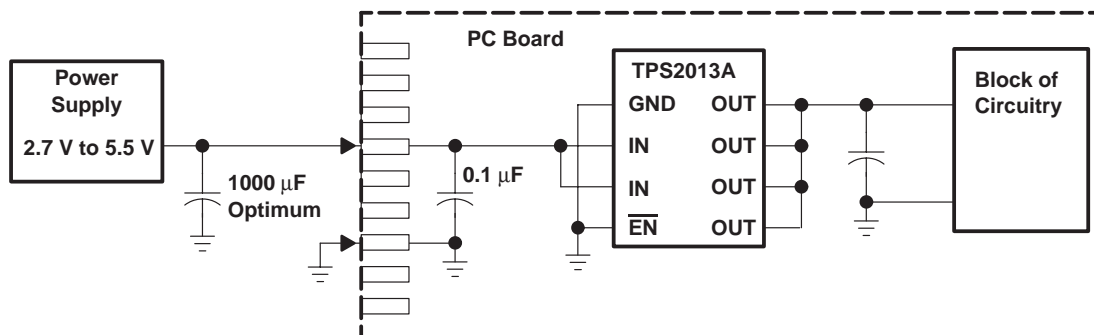 PC Board
Power
Supply
2.7 V to 5.5 V
1000 μF
Optimum
0.1 μF
TPS2013A
GND OUT
IN OUT
IN OUT
E̅N̅ OUT
Block of
Circuitry